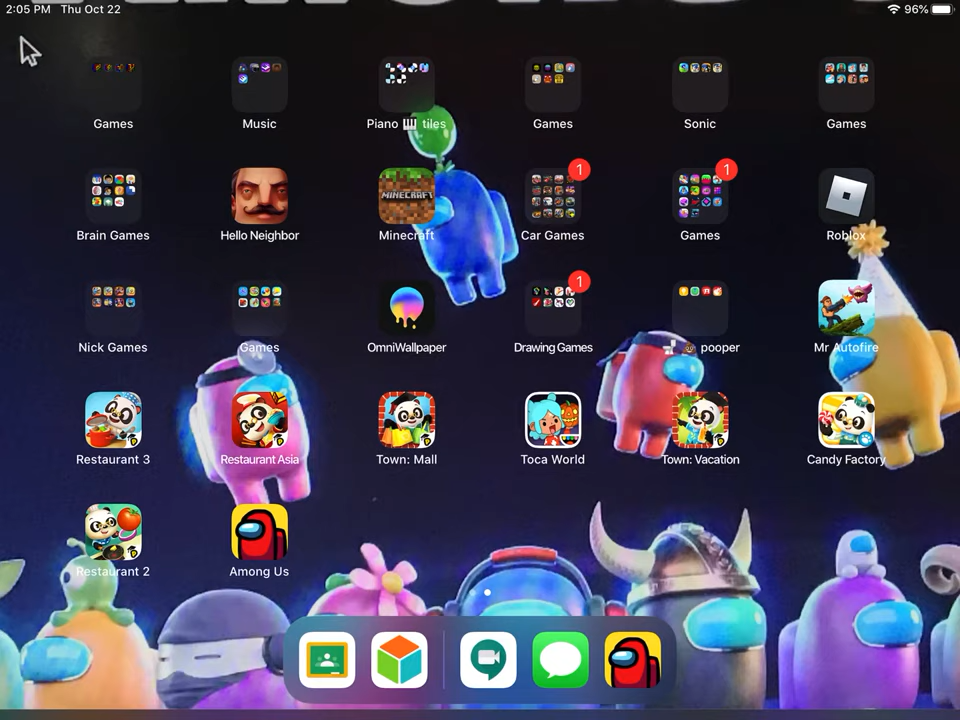 2:05 PM Thu Oct 22 96%
Games Music Piano 🎹 tiles Games Sonic Games
1 1
MINECRAFT
Brain Games Hello Neighbor Minecraft Car Games Games Roblox
1
Nick Games Games OmniWallpaper Drawing Games 🚽💩 pooper Mr Autofire
Restaurant 3 Restaurant Asia Town: Mall Toca World Town: Vacation Candy Factory
Restaurant 2 Among Us